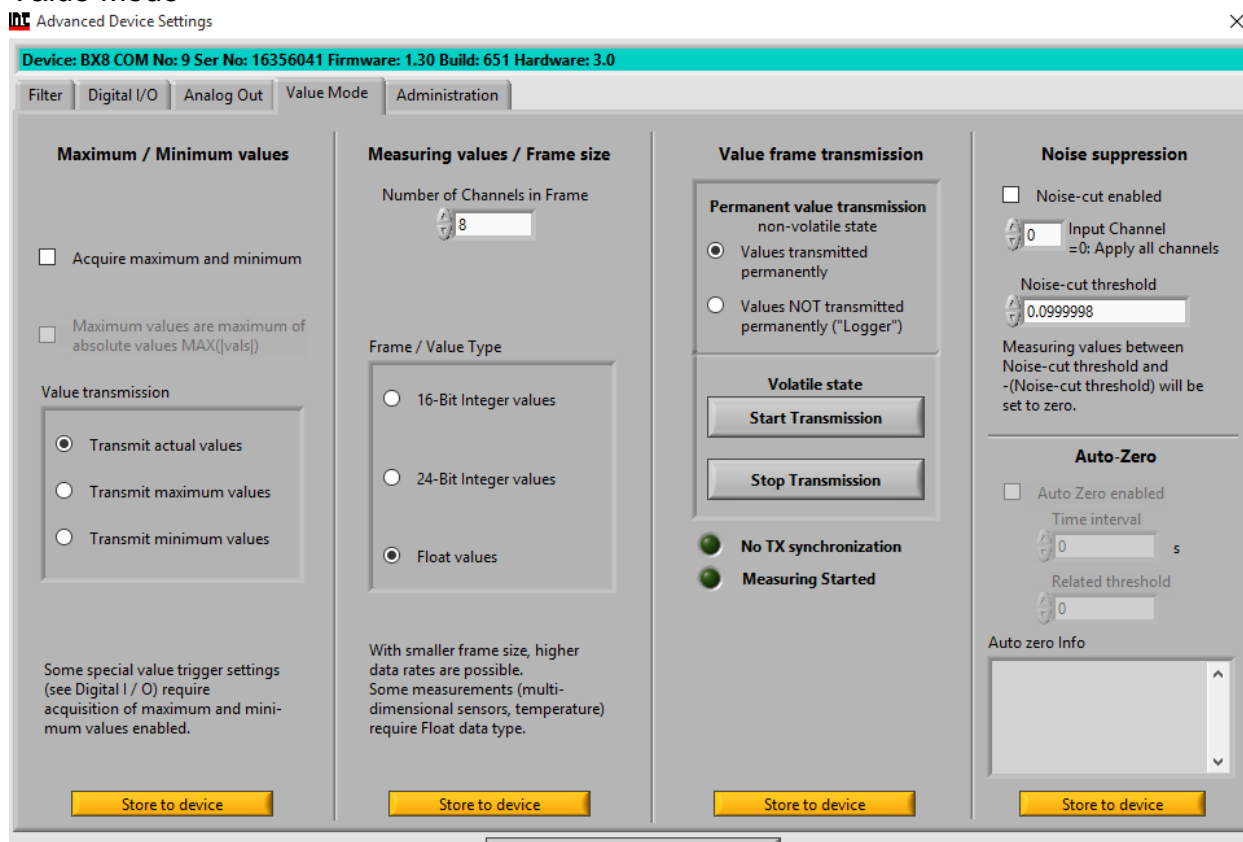 Value Mode
Advanced Device Settings
Device: BX8 COM No: 9 Ser No: 16356041 Firmware: 1.30 Build: 651 Hardware: 3.0
Filter
Digital I/O
Analog Out
Value Mode
Administration
Maximum / Minimum values
Acquire maximum and minimum
Maximum values are maximum of
absolute values MAX(|vals|)
Value transmission
Transmit actual values
Transmit maximum values
Transmit minimum values
Some special value trigger settings
(see Digital I / O) require
acquisition of maximum and mini-
mum values enabled.
Store to device
Measuring values / Frame size
Number of Channels in Frame
8
Frame / Value Type
16-Bit Integer values
24-Bit Integer values
Float values
With smaller frame size, higher
data rates are possible.
Some measurements (multi-
dimensional sensors, temperature)
require Float data type.
Store to device
Value frame transmission
Permanent value transmission
non-volatile state
Values transmitted
permanently
Values NOT transmitted
permanently ("Logger")
Volatile state
Start Transmission
Stop Transmission
No TX synchronization
Measuring Started
Store to device
Noise suppression
Noise-cut enabled
0
Input Channel
=0: Apply all channels
Noise-cut threshold
0.0999998
Measuring values between
Noise-cut threshold and
-(Noise-cut threshold) will be
set to zero.
Auto-Zero
Auto Zero enabled
Time interval
0 s
Related threshold
0
Auto zero Info
Store to device